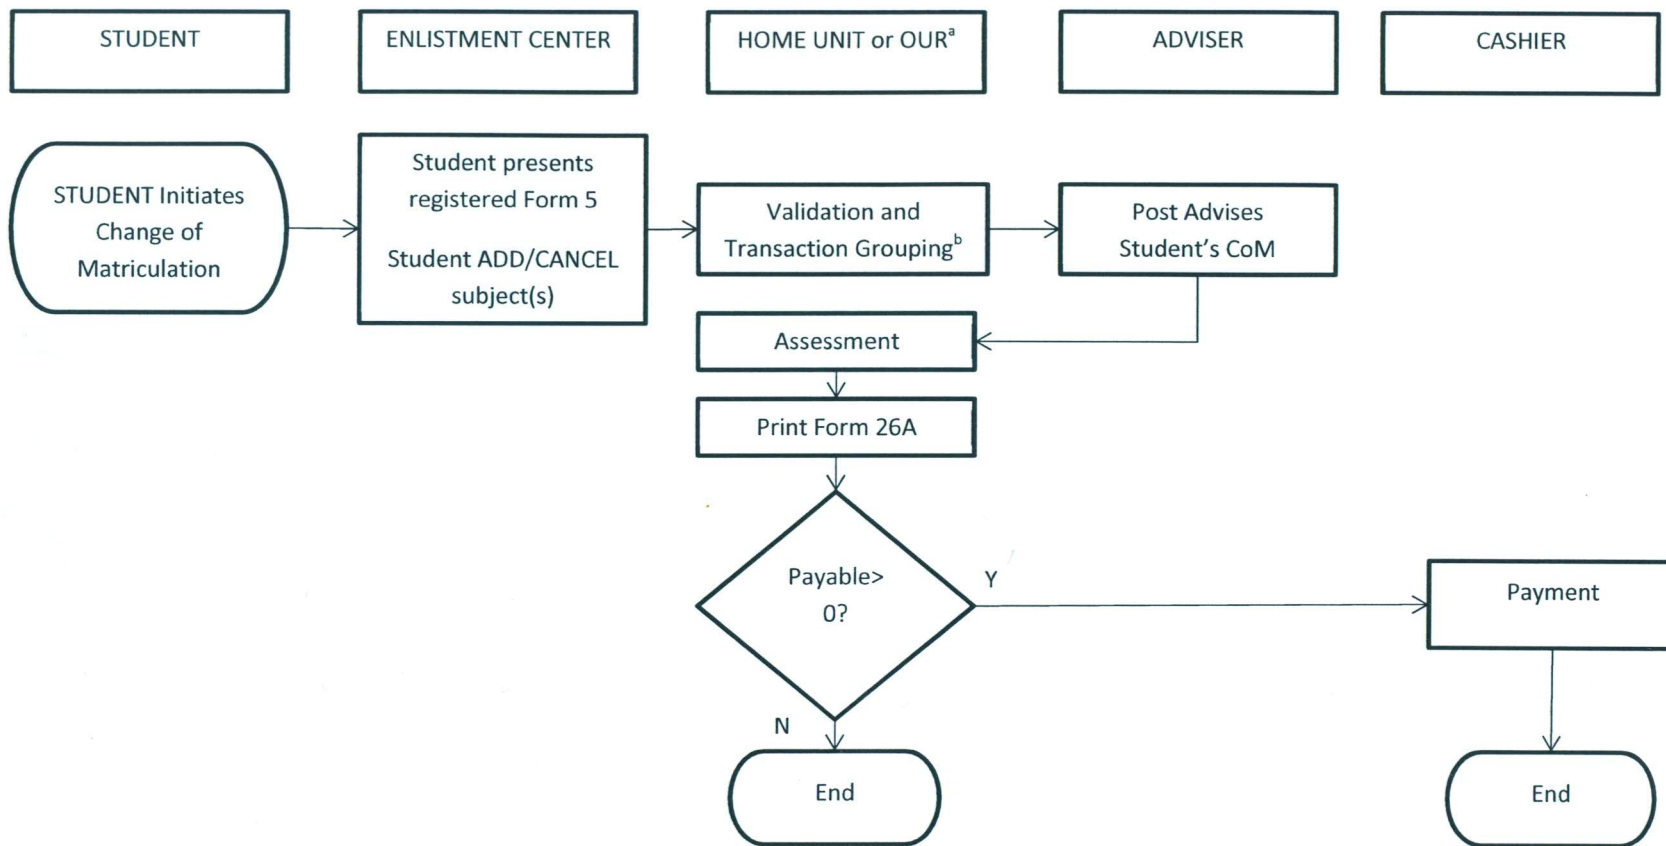 STUDENT
ENLISTMENT CENTER
HOME UNIT or OURᵃ
ADVISER
CASHIER
STUDENT Initiates
Change of
Matriculation
Student presents
registered Form 5
Student ADD/CANCEL
subject(s)
Validation and
Transaction Groupingᵇ
Post Advises
Student's CoM
Assessment
Print Form 26A
Payable>
0?
Y
Payment
N
End
End